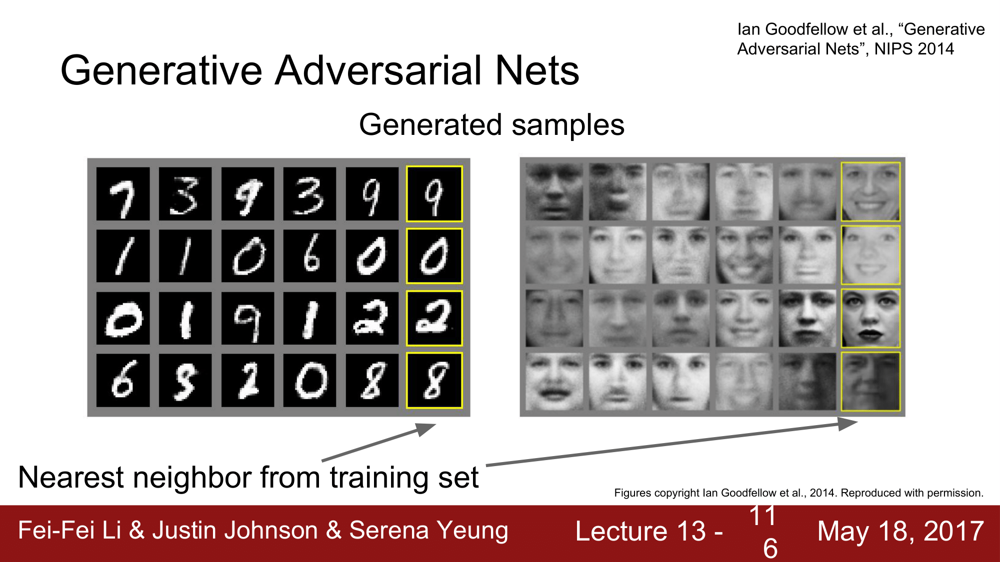 Ian Goodfellow et al., “Generative
Adversarial Nets”, NIPS 2014
Generative Adversarial Nets
Generated samples
7 3 9 3 9 9
1 1 0 6 0 0
0 1 9 1 2 2
6 8 2 0 8 8
Nearest neighbor from training set
Figures copyright Ian Goodfellow et al., 2014. Reproduced with permission.
Fei-Fei Li & Justin Johnson & Serena Yeung
Lecture 13 -
11
6
May 18, 2017